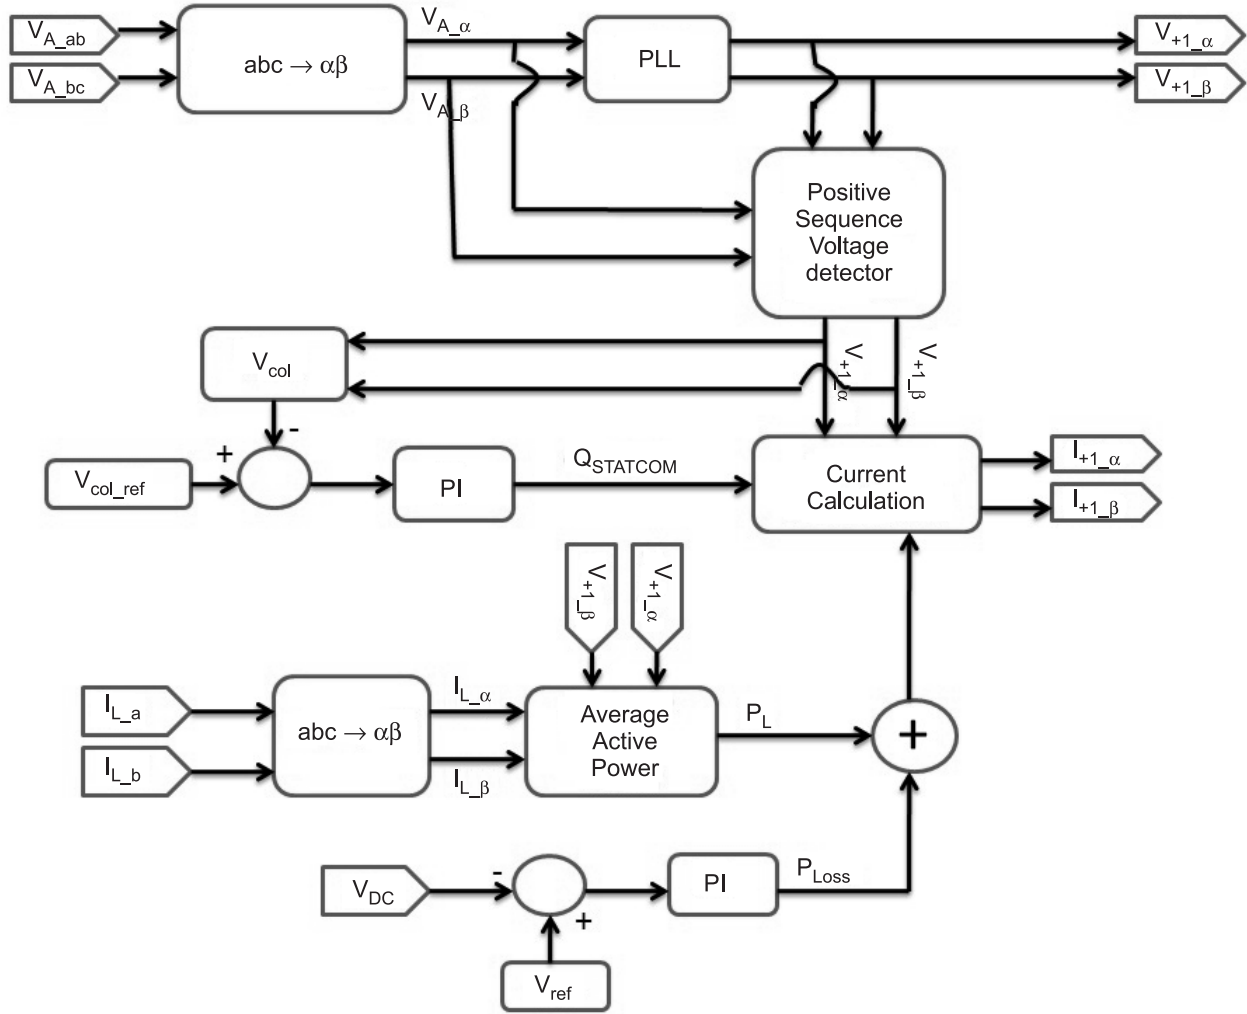 V_A_ab
V_A_bc
abc → αβ
V_A_α
V_A_β
PLL
V_+1_α
V_+1_β
Positive
Sequence
Voltage
detector
V_+1_α
V_+1_β
V_col
-
+
V_col_ref
PI
Q_STATCOM
Current
Calculation
I_+1_α
I_+1_β
V_+1_β
V_+1_α
I_L_a
I_L_b
abc → αβ
I_L_α
I_L_β
Average
Active
Power
P_L
+
V_DC
-
+
V_ref
PI
P_Loss